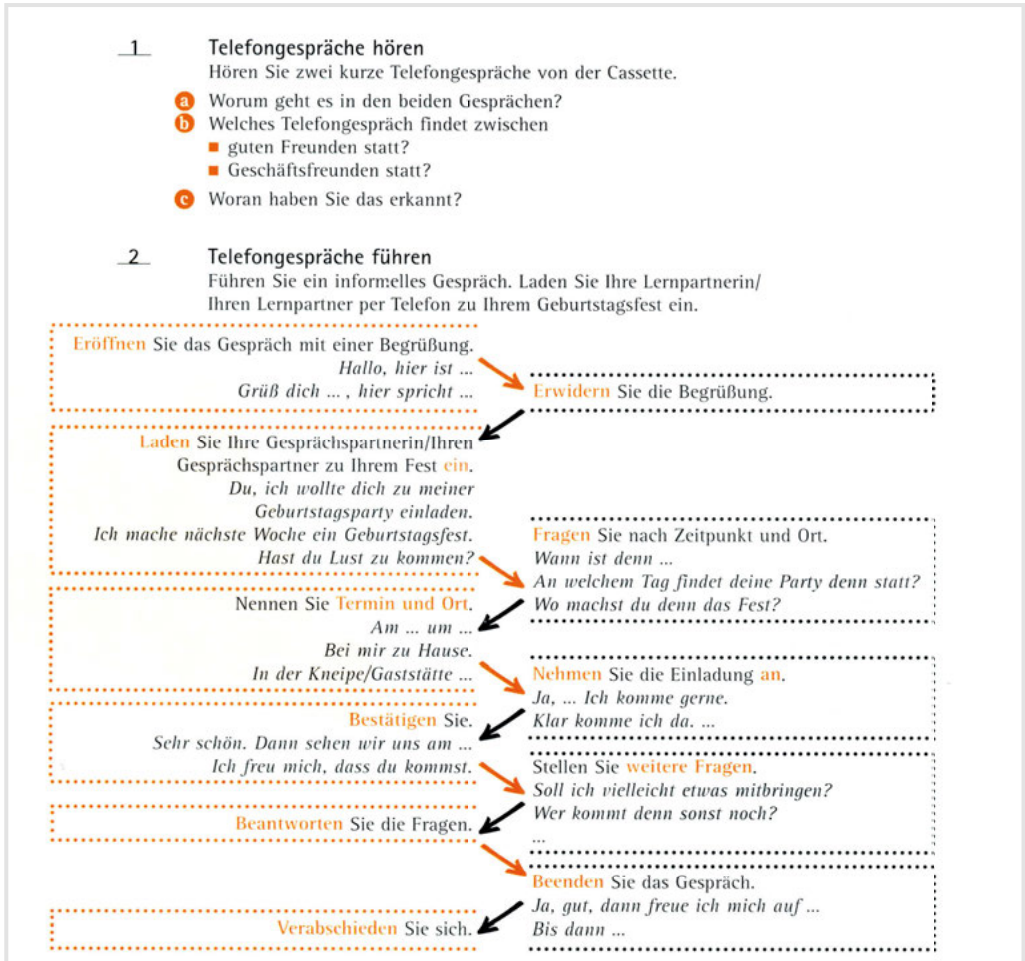 1 Telefongespräche hören
Hören Sie zwei kurze Telefongespräche von der Cassette.
a Worum geht es in den beiden Gesprächen?
b Welches Telefongespräch findet zwischen
■ guten Freunden statt?
■ Geschäftsfreunden statt?
c Woran haben Sie das erkannt?
2 Telefongespräche führen
Führen Sie ein informelles Gespräch. Laden Sie Ihre Lernpartnerin/
Ihren Lernpartner per Telefon zu Ihrem Geburtstagsfest ein.
Eröffnen Sie das Gespräch mit einer Begrüßung.
Hallo, hier ist ...
Grüß dich ... , hier spricht ...
Erwidern Sie die Begrüßung.
Laden Sie Ihre Gesprächspartnerin/Ihren
Gesprächspartner zu Ihrem Fest ein.
Du, ich wollte dich zu meiner
Geburtstagsparty einladen.
Ich mache nächste Woche ein Geburtstagsfest.
Hast du Lust zu kommen?
Fragen Sie nach Zeitpunkt und Ort.
Wann ist denn ...
An welchem Tag findet deine Party denn statt?
Wo machst du denn das Fest?
Nennen Sie Termin und Ort.
Am ... um ...
Bei mir zu Hause.
In der Kneipe/Gaststätte ...
Nehmen Sie die Einladung an.
Ja, ... Ich komme gerne.
Klar komme ich da. ...
Bestätigen Sie.
Sehr schön. Dann sehen wir uns am ...
Ich freu mich, dass du kommst.
Stellen Sie weitere Fragen.
Soll ich vielleicht etwas mitbringen?
Wer kommt denn sonst noch?
...
Beantworten Sie die Fragen.
Beenden Sie das Gespräch.
Ja, gut, dann freue ich mich auf ...
Bis dann ...
Verabschieden Sie sich.